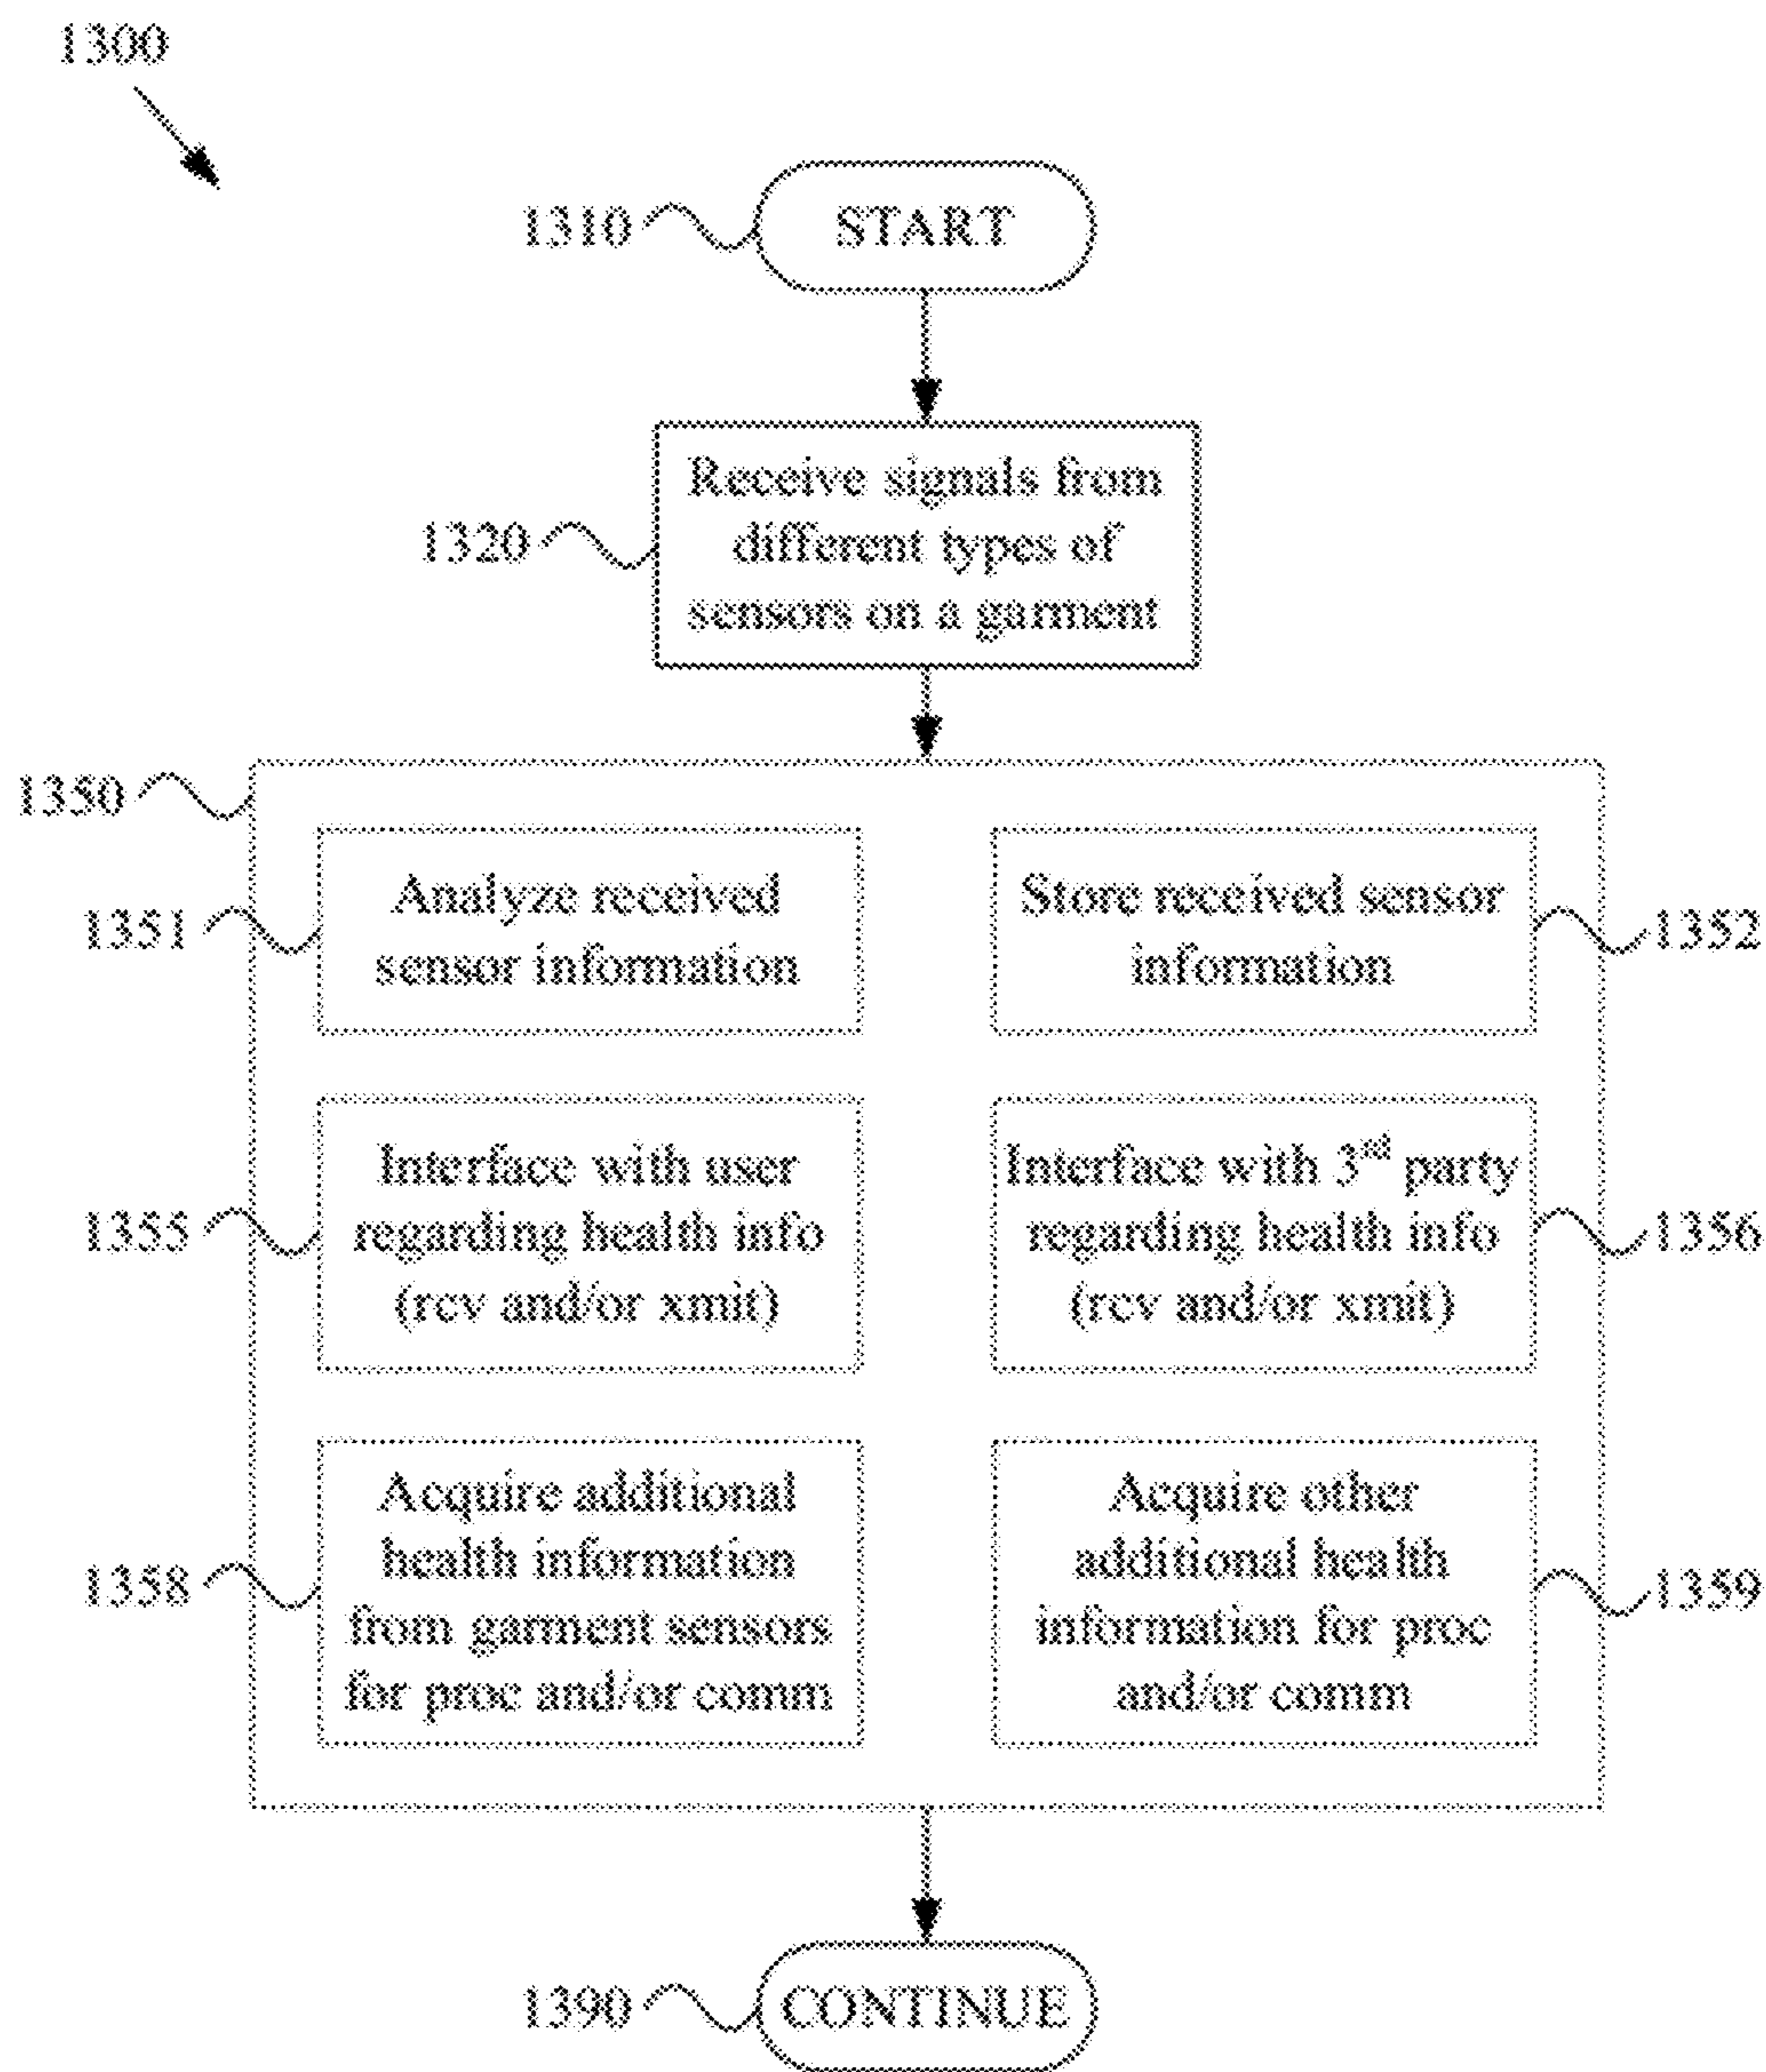 1300
1310
START
1320
Receive signals from
different types of
sensors on a garment
1350
1351
Analyze received
sensor information
Store received sensor
information
1352
1355
Interface with user
regarding health info
(rcv and/or xmit)
Interface with 3rd party
regarding health info
(rcv and/or xmit)
1356
1358
Acquire additional
health information
from garment sensors
for proc and/or comm
Acquire other
additional health
information for proc
and/or comm
1359
1390
CONTINUE